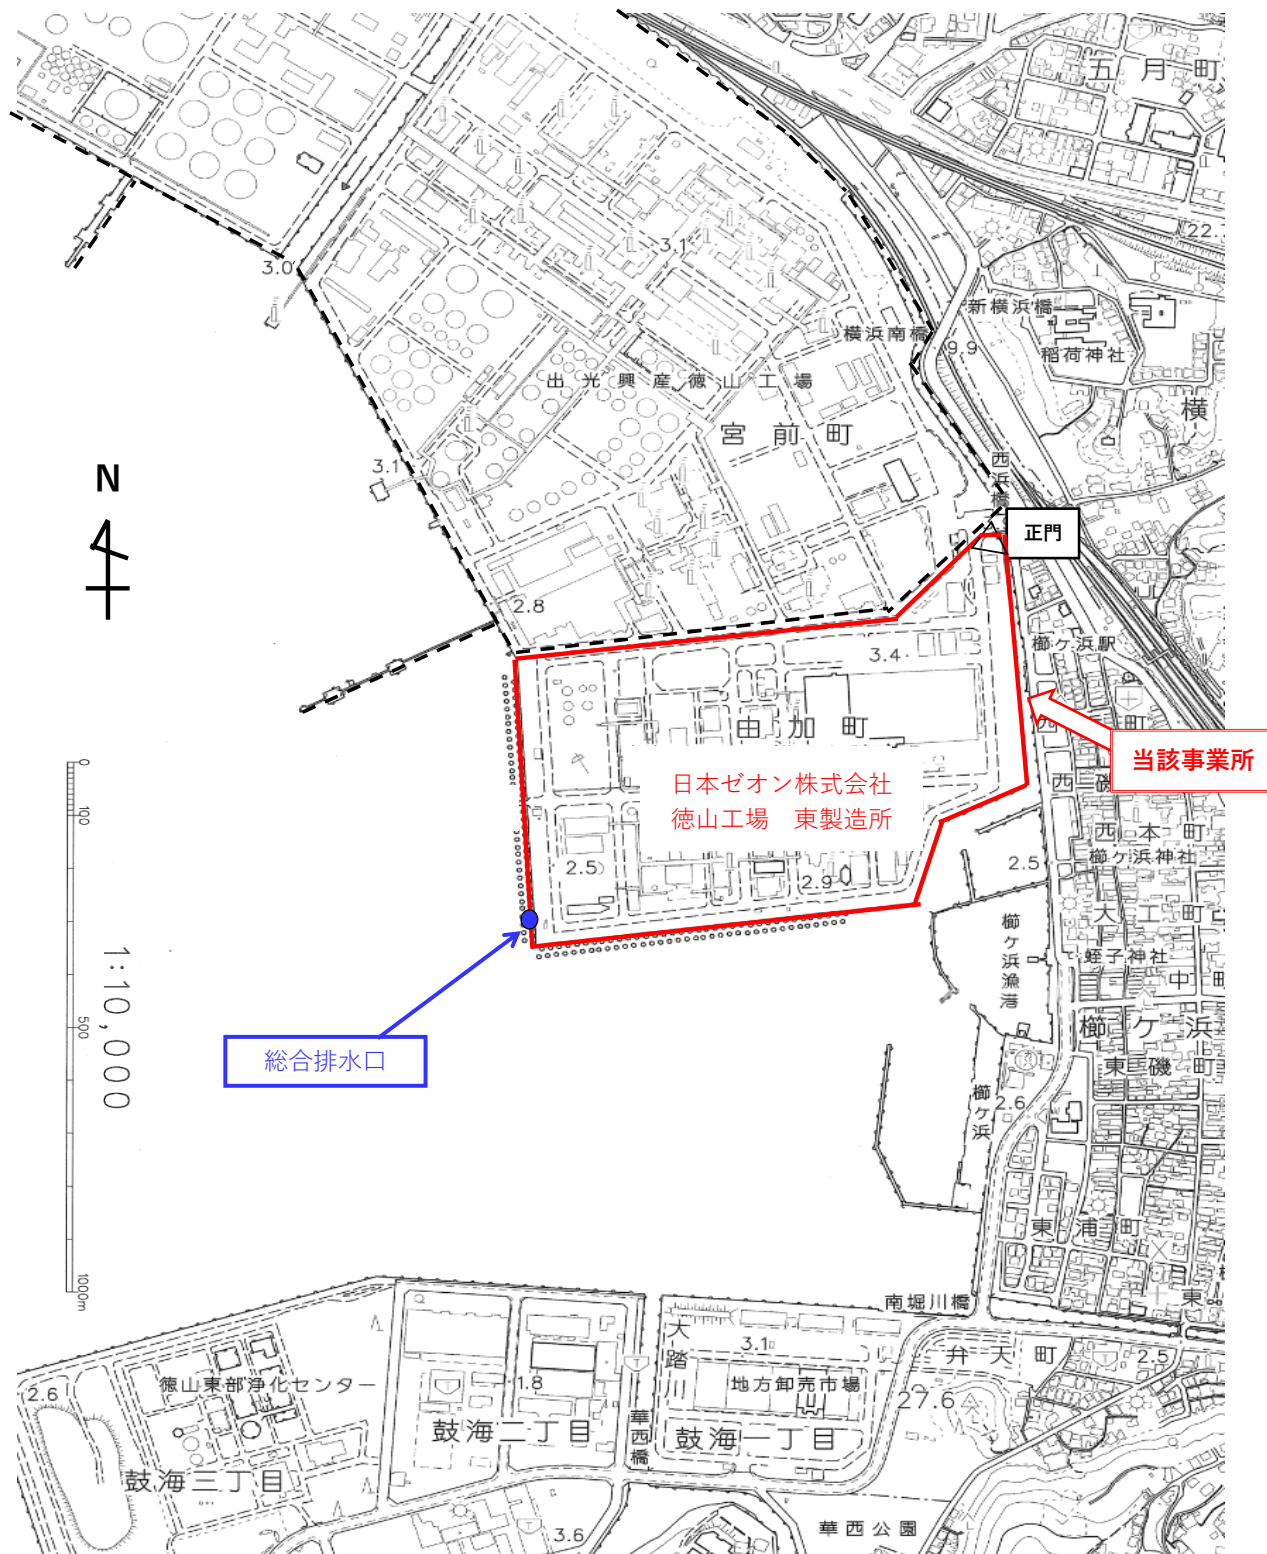 五月町
22.
3.0
3.1
新横浜橋
横浜南橋
9.9
稲荷神社
出光興産徳山工場
横
宮前町
3.1
西浜橋
N
正門
2.8
櫛ケ浜駅
3.4
由加町
町
西
当該事業所
日本ゼオン株式会社
徳山工場 東製造所
西
0
100
500
1000m
1:10,000
西本町
櫛ケ浜神社
2.5
2.5
2.9
大工町
櫛ケ浜漁港
蛭子神社
中町
総合排水口
櫛ケ浜
東磯町
櫛ケ浜
2.6
東浦町
南堀川橋
東
大踏川
3.1
弁天町
2.5
2.6
徳山東部浄化センター
1.8
地方卸売市場
27.6
鼓海二丁目
華西橋
鼓海一丁目
鼓海三丁目
3.6
華西公園